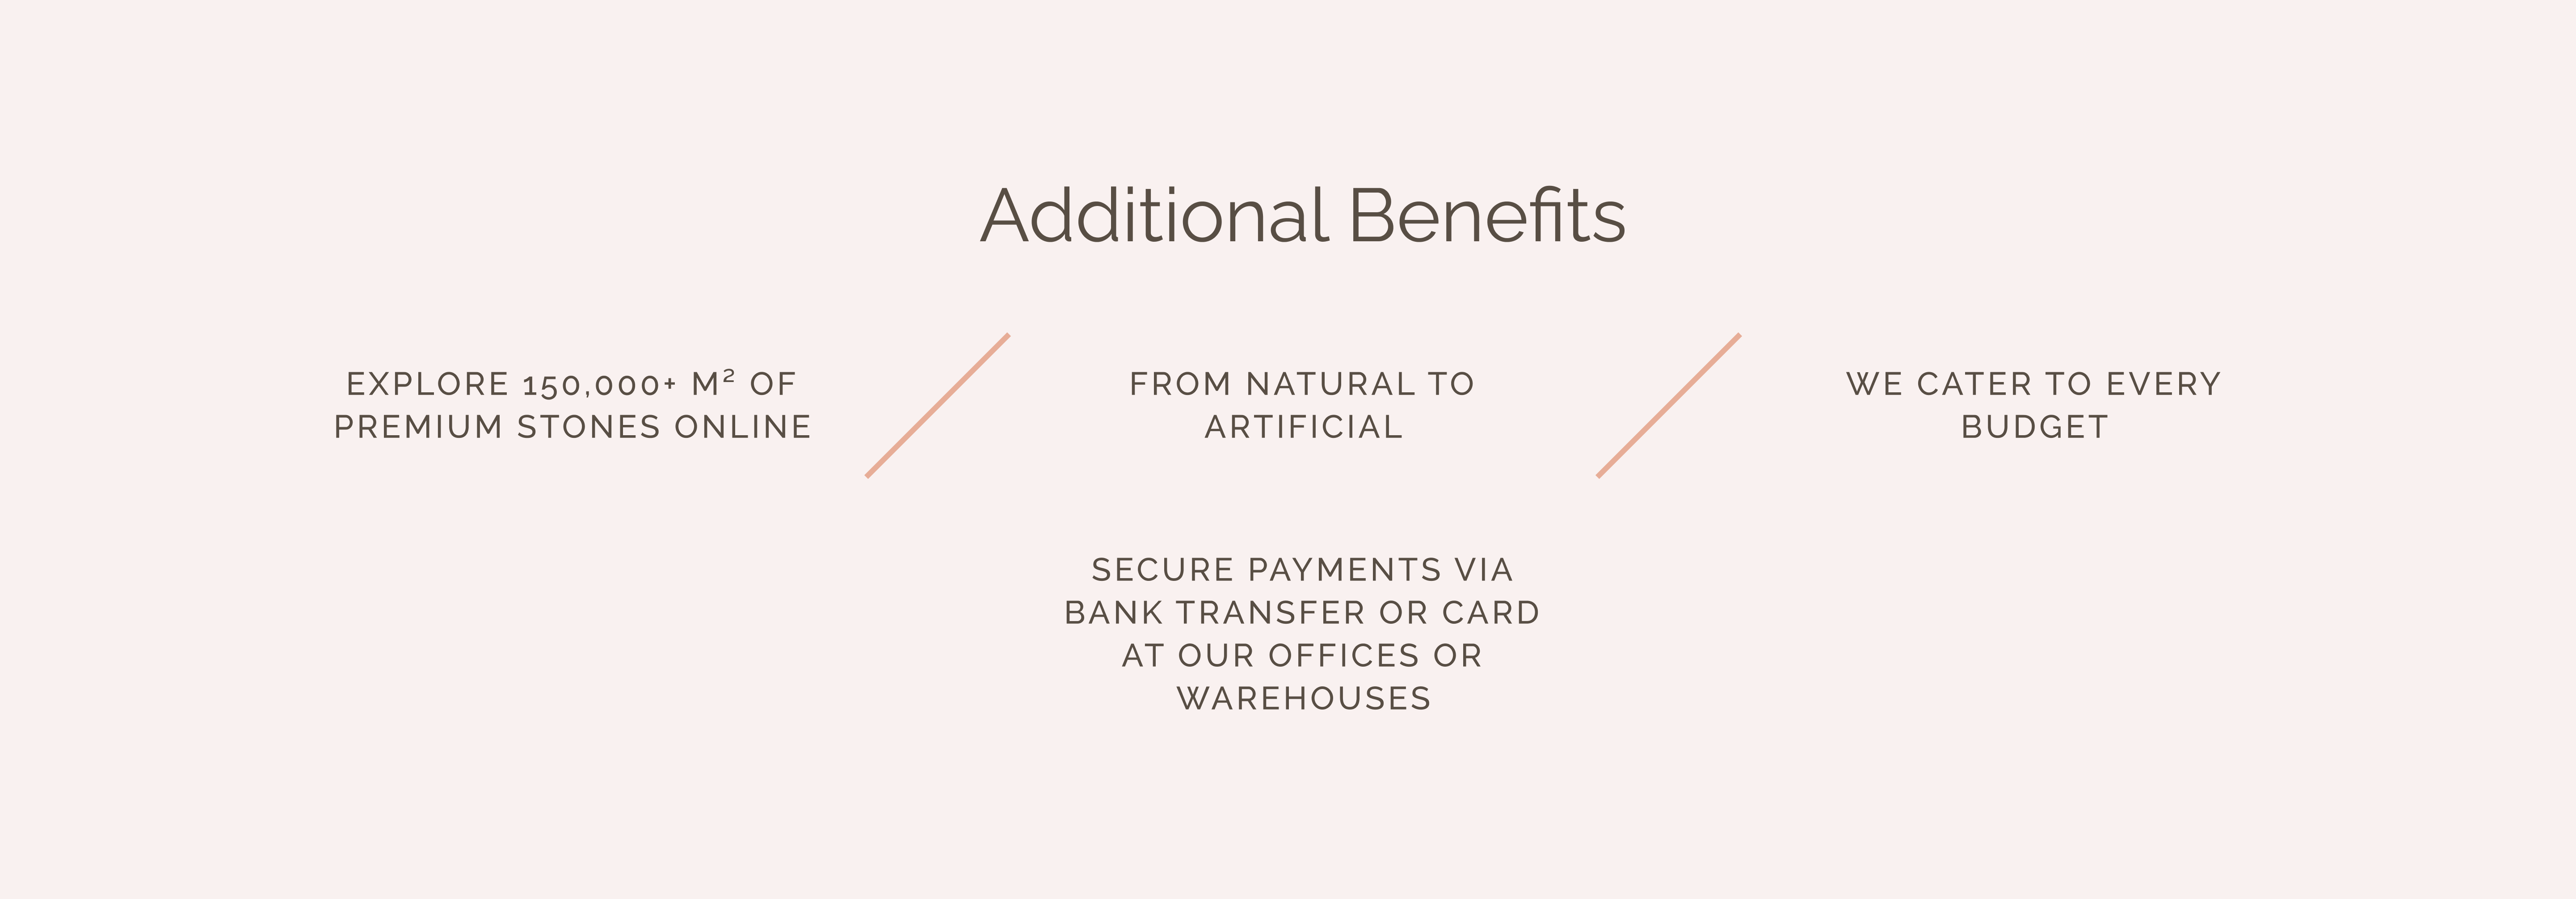 Additional Benefits
EXPLORE 150,000+ M² OF
PREMIUM STONES ONLINE
FROM NATURAL TO
ARTIFICIAL
WE CATER TO EVERY
BUDGET
SECURE PAYMENTS VIA
BANK TRANSFER OR CARD
AT OUR OFFICES OR
WAREHOUSES